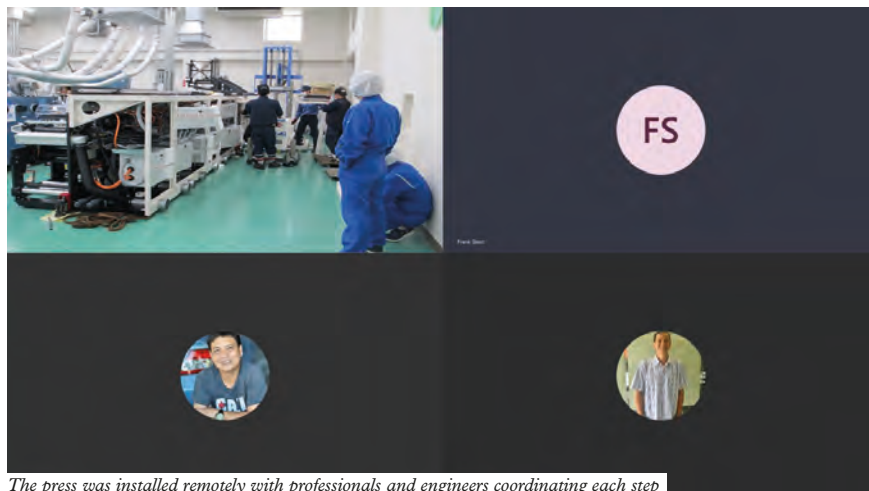 FS
The press was installed remotely with professionals and engineers coordinating each step